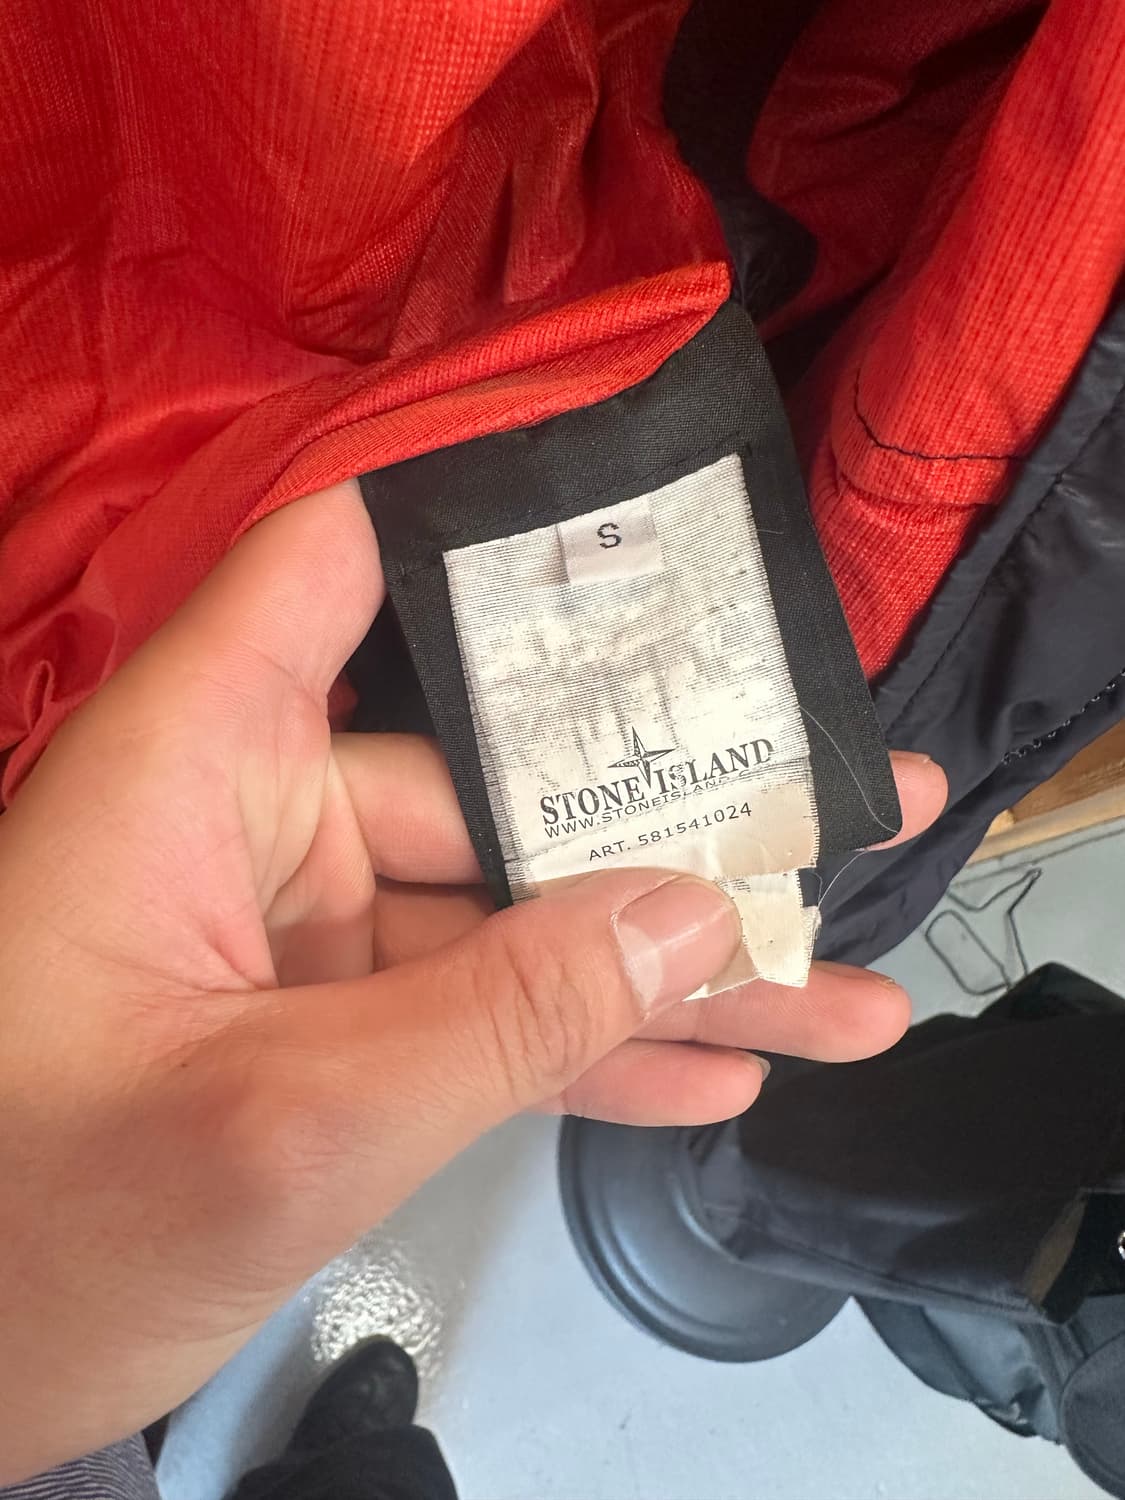 S
STONE ISLAND
WWW.STONEISLAND.C
ART. 581541024